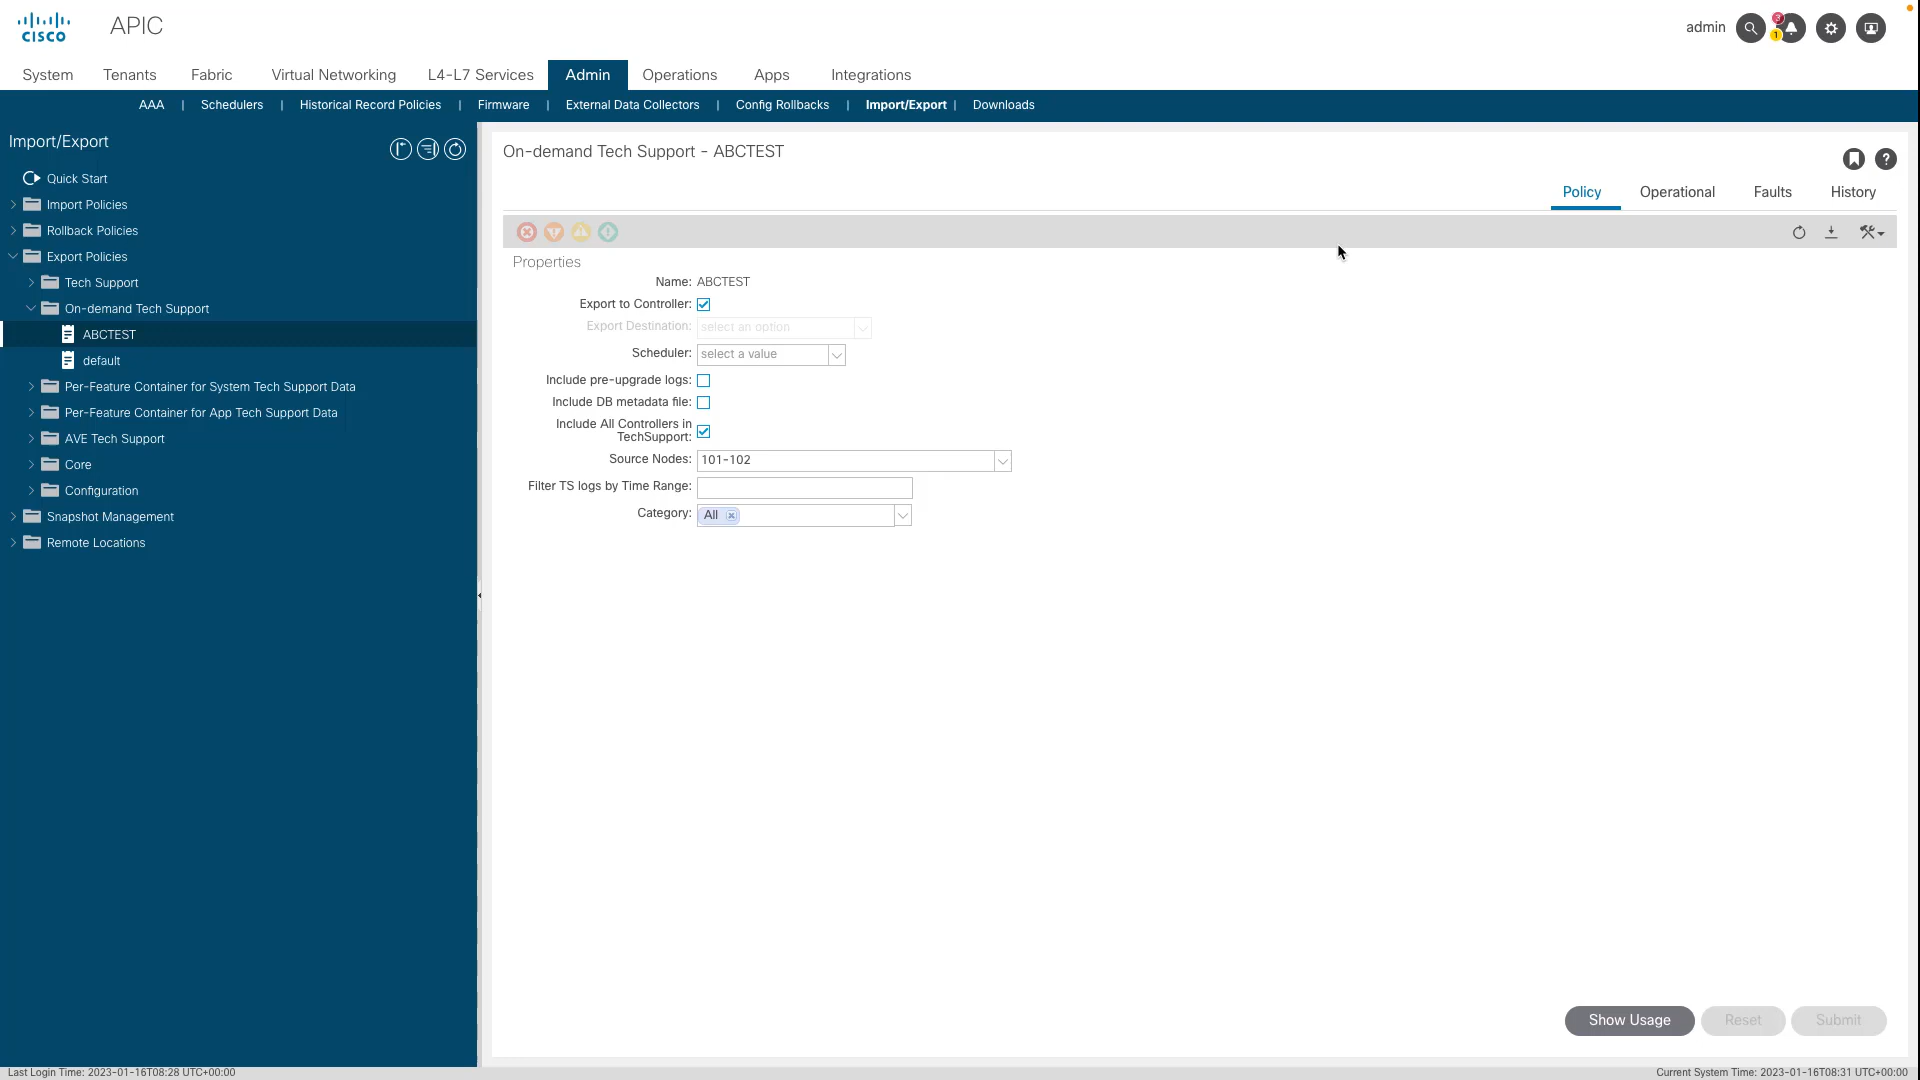 CISCO
APIC
admin
3
1
System Tenants Fabric Virtual Networking L4-L7 Services Admin Operations Apps Integrations
AAA | Schedulers | Historical Record Policies | Firmware | External Data Collectors | Config Rollbacks | Import/Export | Downloads
Import/Export
Quick Start
Import Policies
Rollback Policies
Export Policies
Tech Support
On-demand Tech Support
ABCTEST
default
Per-Feature Container for System Tech Support Data
Per-Feature Container for App Tech Support Data
AVE Tech Support
Core
Configuration
Snapshot Management
Remote Locations
On-demand Tech Support - ABCTEST
Policy Operational Faults History
Properties
Name: ABCTEST
Export to Controller:
Export Destination: select an option
Scheduler: select a value
Include pre-upgrade logs:
Include DB metadata file:
Include All Controllers in
TechSupport:
Source Nodes: 101-102
Filter TS logs by Time Range:
Category: All
Show Usage Reset Submit
Last Login Time: 2023-01-16T08:28 UTC+00:00
Current System Time: 2023-01-16T08:31 UTC+00:00